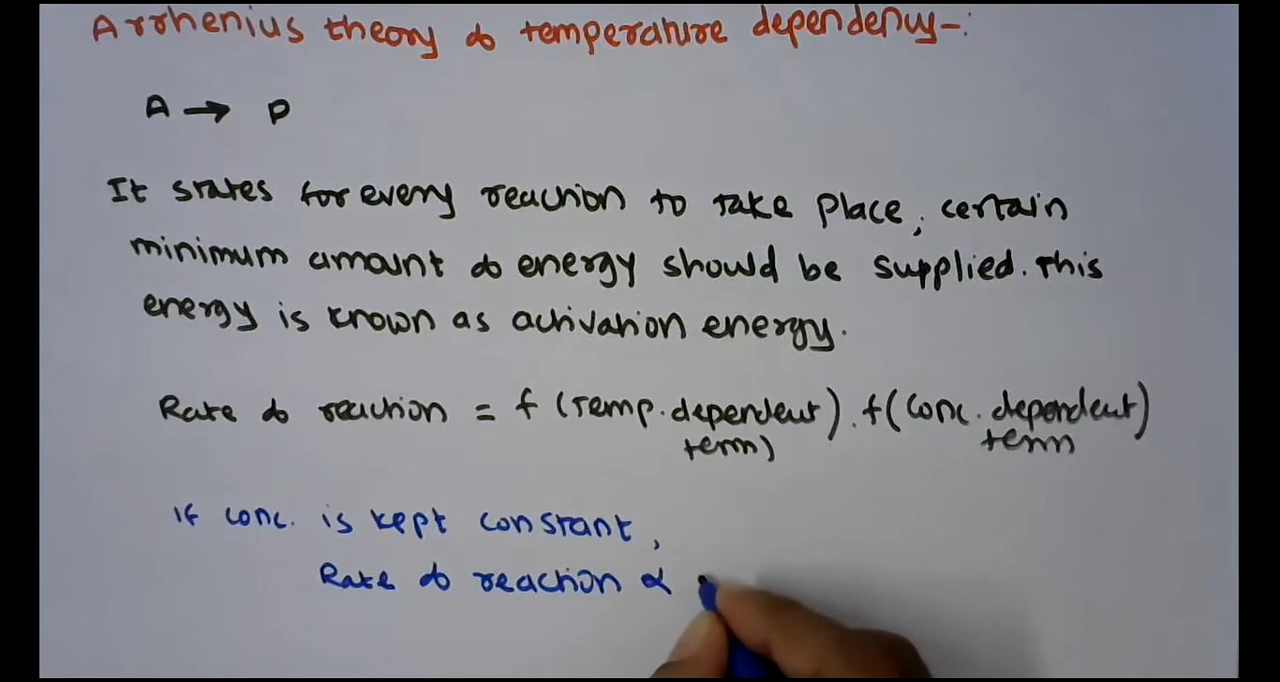 Arrhenius theory of temperature dependency-:
A → P
It states for every reaction to take place, certain
minimum amount of energy should be supplied. This
energy is known as activation energy.
Rate of reaction = f (Temp. dependent term) . f (conc. dependent term)
If conc. is kept constant,
Rate of reaction ∝